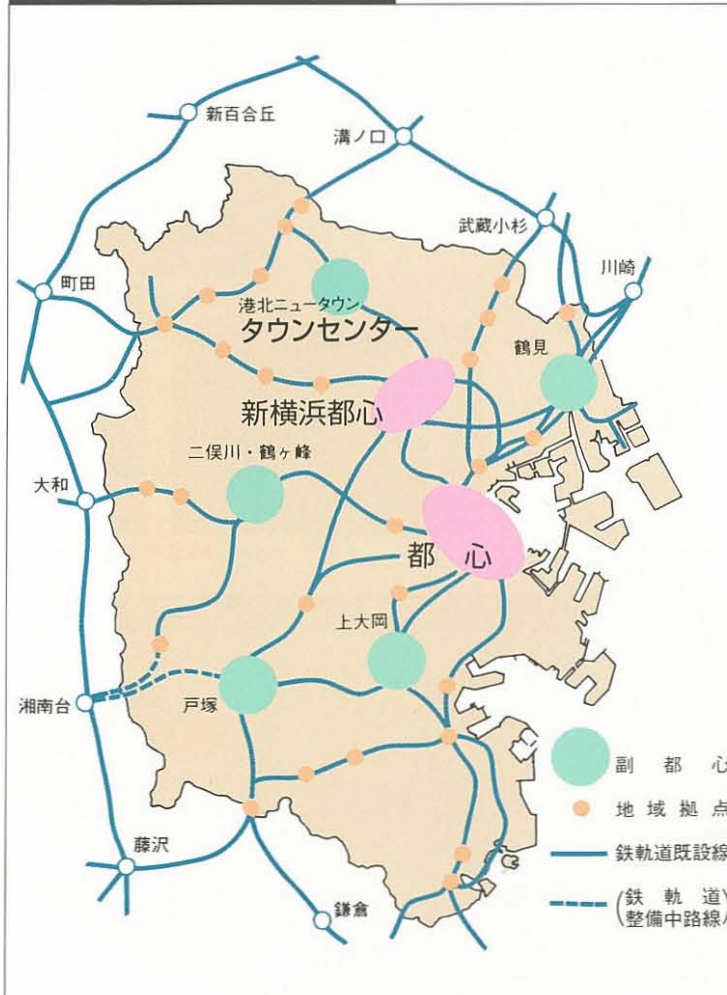 新百合丘
溝ノ口
武蔵小杉
川崎
町田
港北ニュータウン
タウンセンター
鶴見
新横浜都心
二俣川・鶴ヶ峰
大和
都心
上大岡
湘南台
戸塚
副都心
地域拠点
鉄軌道既設線
藤沢
(鉄軌道)
(整備中路線)
鎌倉